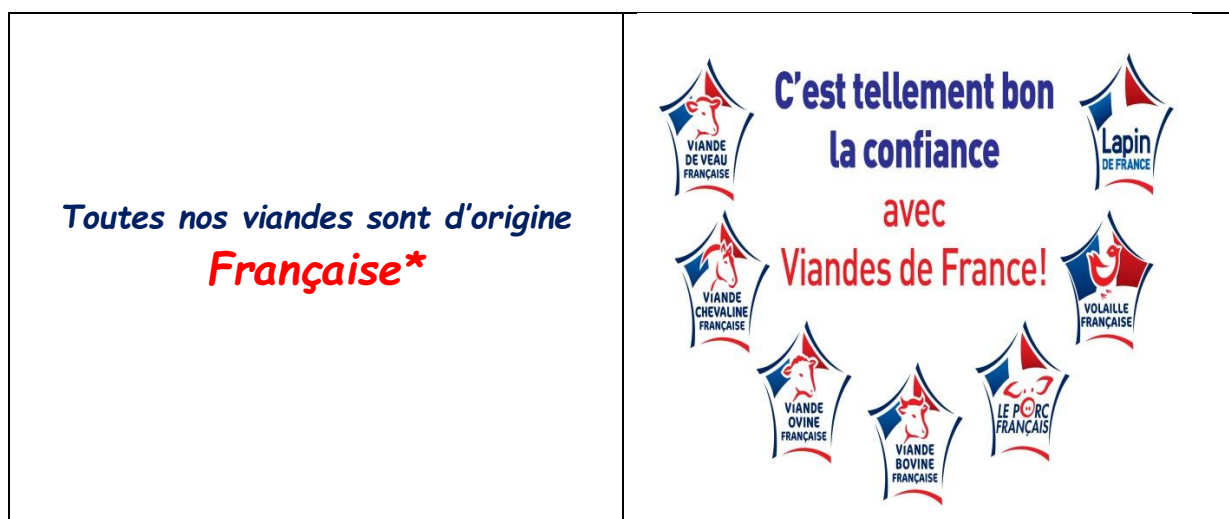 Toutes nos viandes sont d'origine
Française*
C'est tellement bon
la confiance
avec
Viandes de France!
VIANDE
DE VEAU
FRANÇAISE
Lapin
DE FRANCE
VIANDE
CHEVALINE
FRANÇAISE
VOLAILLE
FRANÇAISE
VIANDE
OVINE
FRANÇAISE
VIANDE
BOVINE
FRANÇAISE
LE PORC
FRANÇAIS